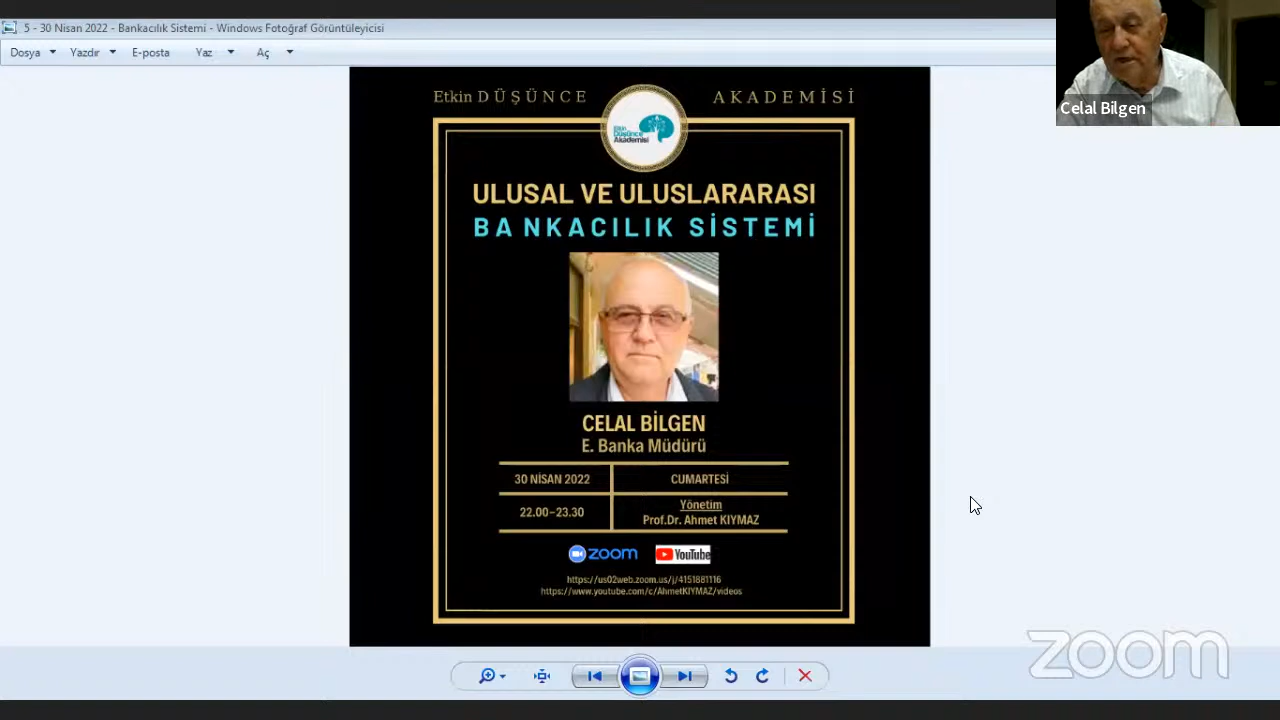 5 - 30 Nisan 2022 - Bankacılık Sistemi - Windows Fotoğraf Görüntüleyicisi
Dosya Yazdır E-posta Yaz Aç
Celal Bilgen
Etkin DÜŞÜNCE AKADEMİSİ
Etkin
Düşünce
Akademisi
ULUSAL VE ULUSLARARASI
BANKACILIK SİSTEMİ
CELAL BİLGEN
E. Banka Müdürü
30 NİSAN 2022 CUMARTESİ
22.00-23.30 Yönetim
Prof.Dr. Ahmet KIYMAZ
zoom YouTube
https://us02web.zoom.us/j/4151881116
https://www.youtube.com/c/AhmetKIYMAZ/videos
zoom